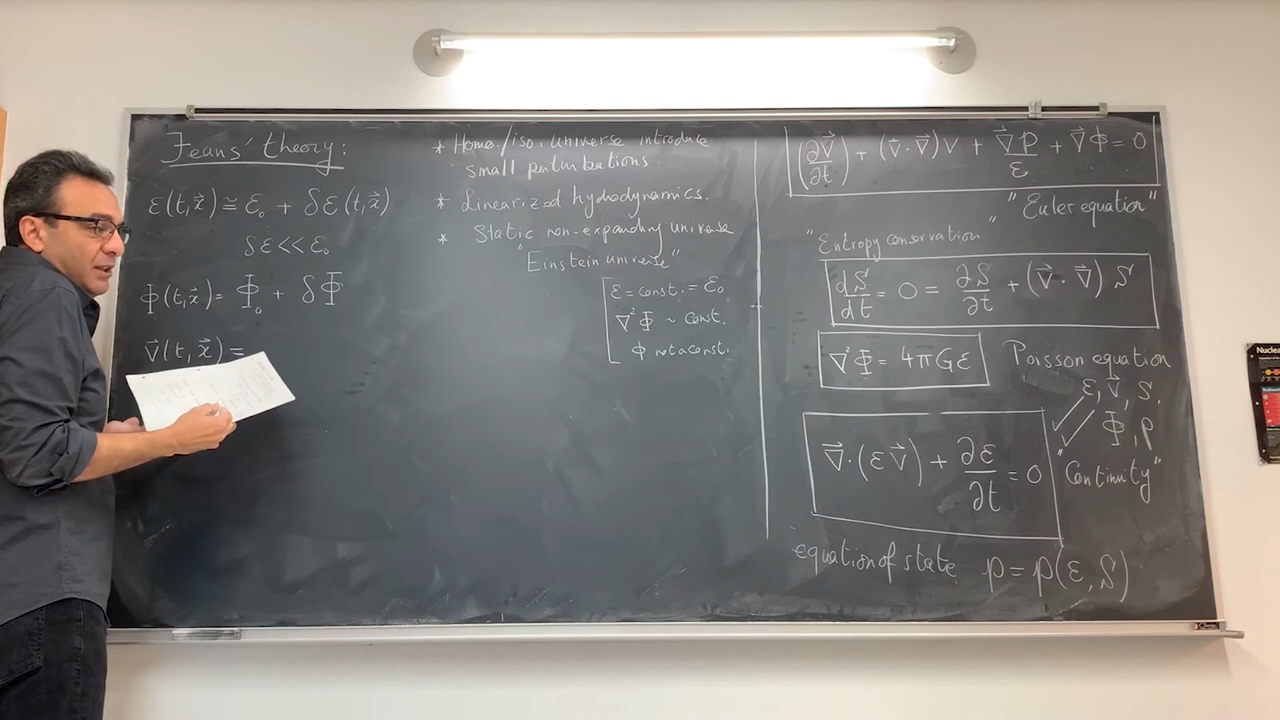 Jeans' theory:
ε(t,x⃗) ≅ ε₀ + δε(t,x⃗)
δε << ε₀
Φ(t,x⃗) = Φ₀ + δΦ
V⃗(t,x⃗) =
* Homo./iso. universe introduce
small perturbations.
* Linearized hydrodynamics.
* Static non-expanding universe
"Einstein universe"
ε = const. = ε₀
∇²Φ ~ const.
Φ not a const.
(∂V⃗/∂t) + (V⃗ · ∇⃗)V + ∇⃗p/ε + ∇⃗Φ = 0
" "Euler equation"
"Entropy conservation
dS/dt = 0 = ∂S/∂t + (V⃗ · ∇⃗) S
∇²Φ = 4πGε Poisson equation
ε, V⃗, S,
Φ, p
∇⃗·(εV⃗) + ∂ε/∂t = 0
"Continuity"
equation of state p = p(ε, S)
Nuclea